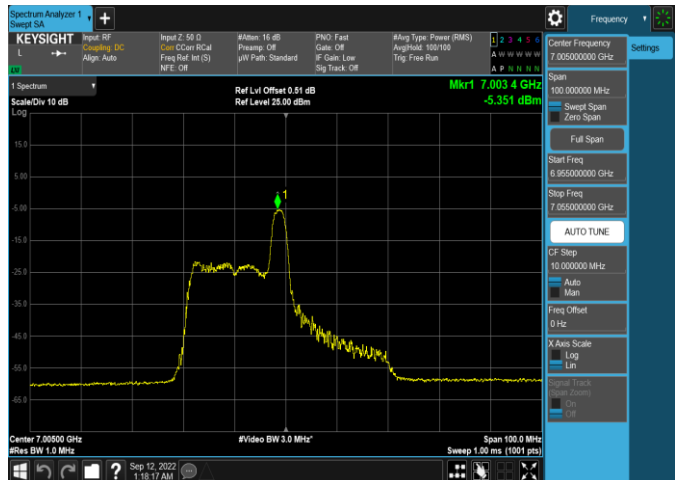 Spectrum Analyzer 1
Swept SA
Frequency
KEYSIGHT
L
LXI
Input: RF
Coupling: DC
Align: Auto
Input Z: 50 Ω
Corr CCorr RCal
Freq Ref: Int (S)
NFE: Off
#Atten: 16 dB
Preamp: Off
µW Path: Standard
PNO: Fast
Gate: Off
IF Gain: Low
Sig Track: Off
#Avg Type: Power (RMS)
Avg|Hold: 100/100
Trig: Free Run
1 2 3 4 5 6
A W W W W W
A P N N N N
1 Spectrum
Scale/Div 10 dB
Log
Ref Lvl Offset 0.51 dB
Ref Level 25.00 dBm
Mkr1 7.003 4 GHz
-5.351 dBm
15.0
5.00
-5.00
-15.0
-25.0
-35.0
-45.0
-55.0
-65.0
1
Center 7.00500 GHz
#Res BW 1.0 MHz
#Video BW 3.0 MHz*
Span 100.0 MHz
Sweep 1.00 ms (1001 pts)
Sep 12, 2022
1:18:17 AM
Center Frequency
7.005000000 GHz
Span
100.000000 MHz
Swept Span
Zero Span
Full Span
Start Freq
6.955000000 GHz
Stop Freq
7.055000000 GHz
AUTO TUNE
CF Step
10.000000 MHz
Auto
Man
Freq Offset
0 Hz
X Axis Scale
Log
Lin
Signal Track
(Span Zoom)
On
Off
Settings